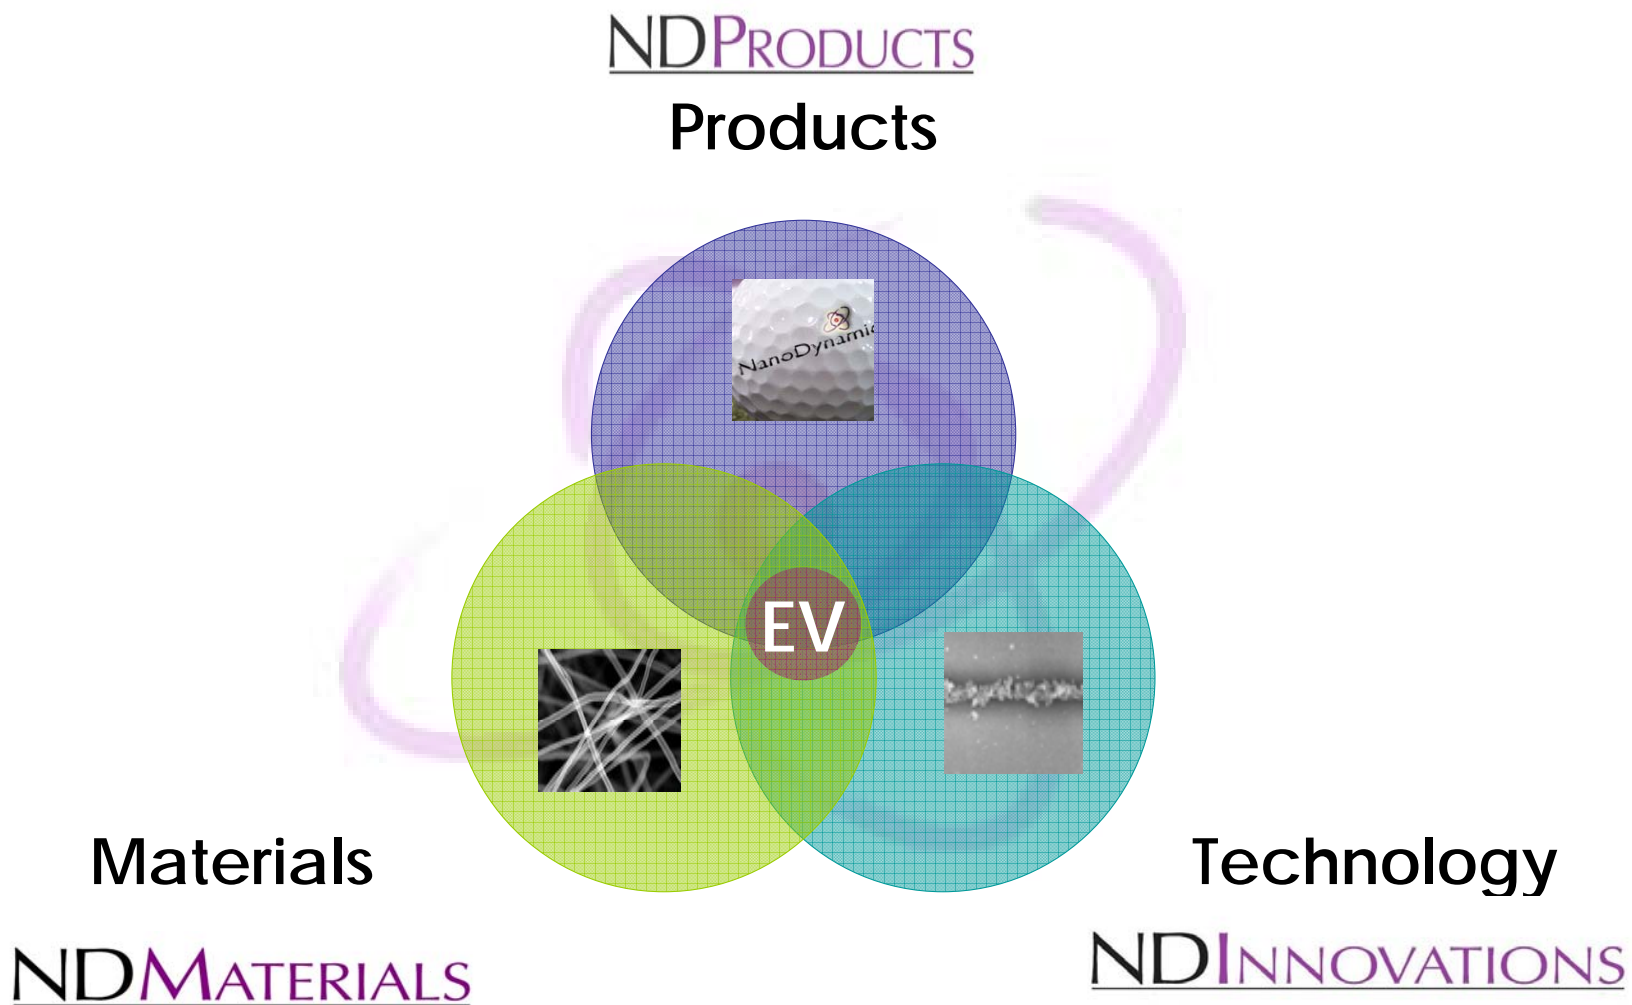 NDPRODUCTS
Products
NanoDynamic
EV
Materials
Technology
NDMATERIALS
NDINNOVATIONS